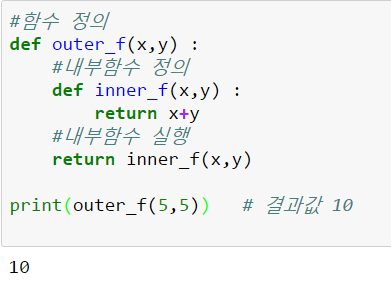 #함수 정의
def outer_f(x,y) :
    #내부함수 정의
    def inner_f(x,y) :
        return x+y
    #내부함수 실행
    return inner_f(x,y)

print(outer_f(5,5))   # 결과값 10
10